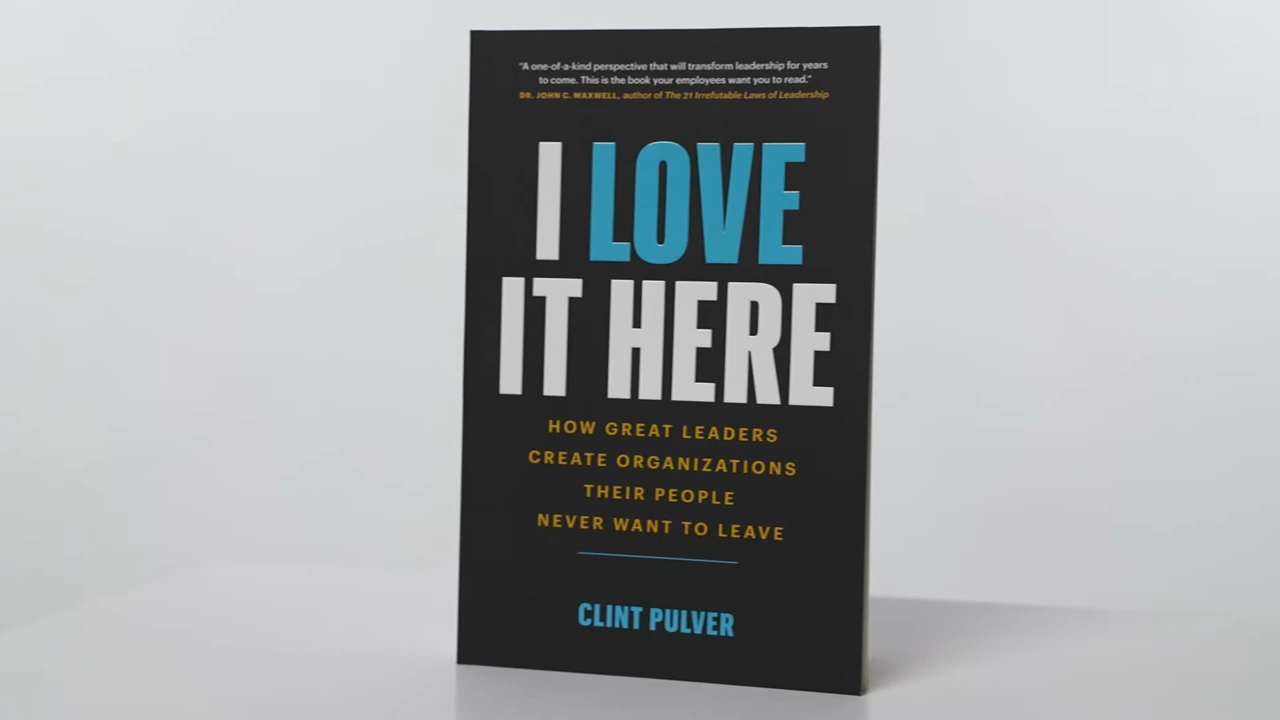 "A one-of-a-kind perspective that will transform leadership for years
to come. This is the book your employees want you to read."
DR. JOHN C. MAXWELL, author of The 21 Irrefutable Laws of Leadership
I LOVE
IT HERE
HOW GREAT LEADERS
CREATE ORGANIZATIONS
THEIR PEOPLE
NEVER WANT TO LEAVE
CLINT PULVER